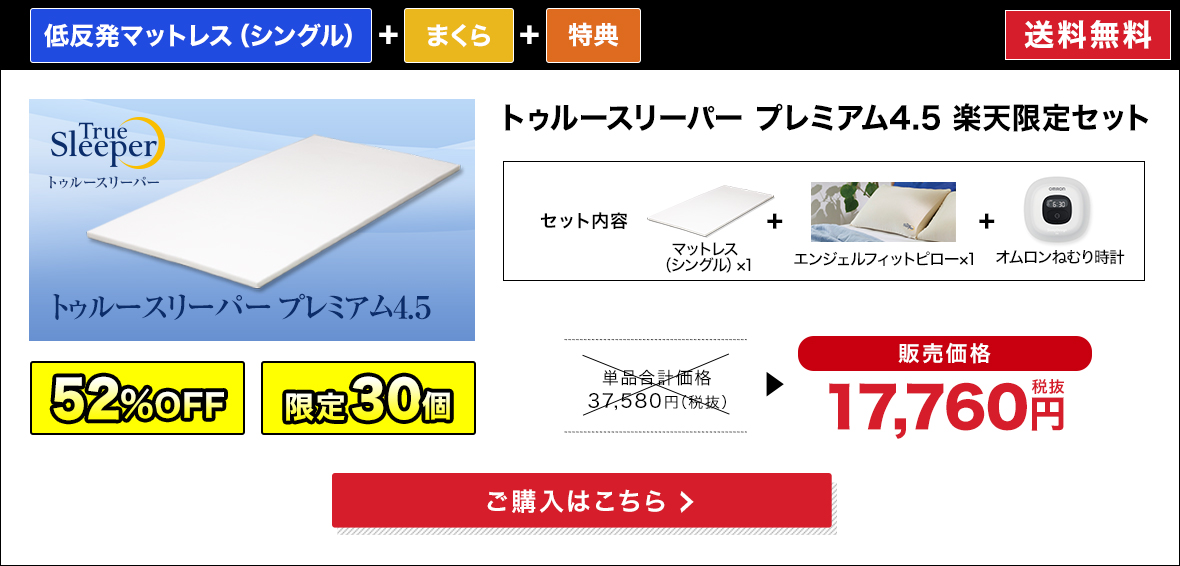 低反発マットレス（シングル）
+
まくら
+
特典
送料無料
True
Sleeper
トゥルースリーパー
トゥルースリーパー プレミアム4.5
52%OFF
限定30個
トゥルースリーパー プレミアム4.5 楽天限定セット
セット内容
マットレス
（シングル）×1
+
エンジェルフィットピロー×1
+
OMRON
6:30
オムロンねむり時計
単品合計価格
37,580円（税抜）
販売価格
17,760円
税抜
ご購入はこちら